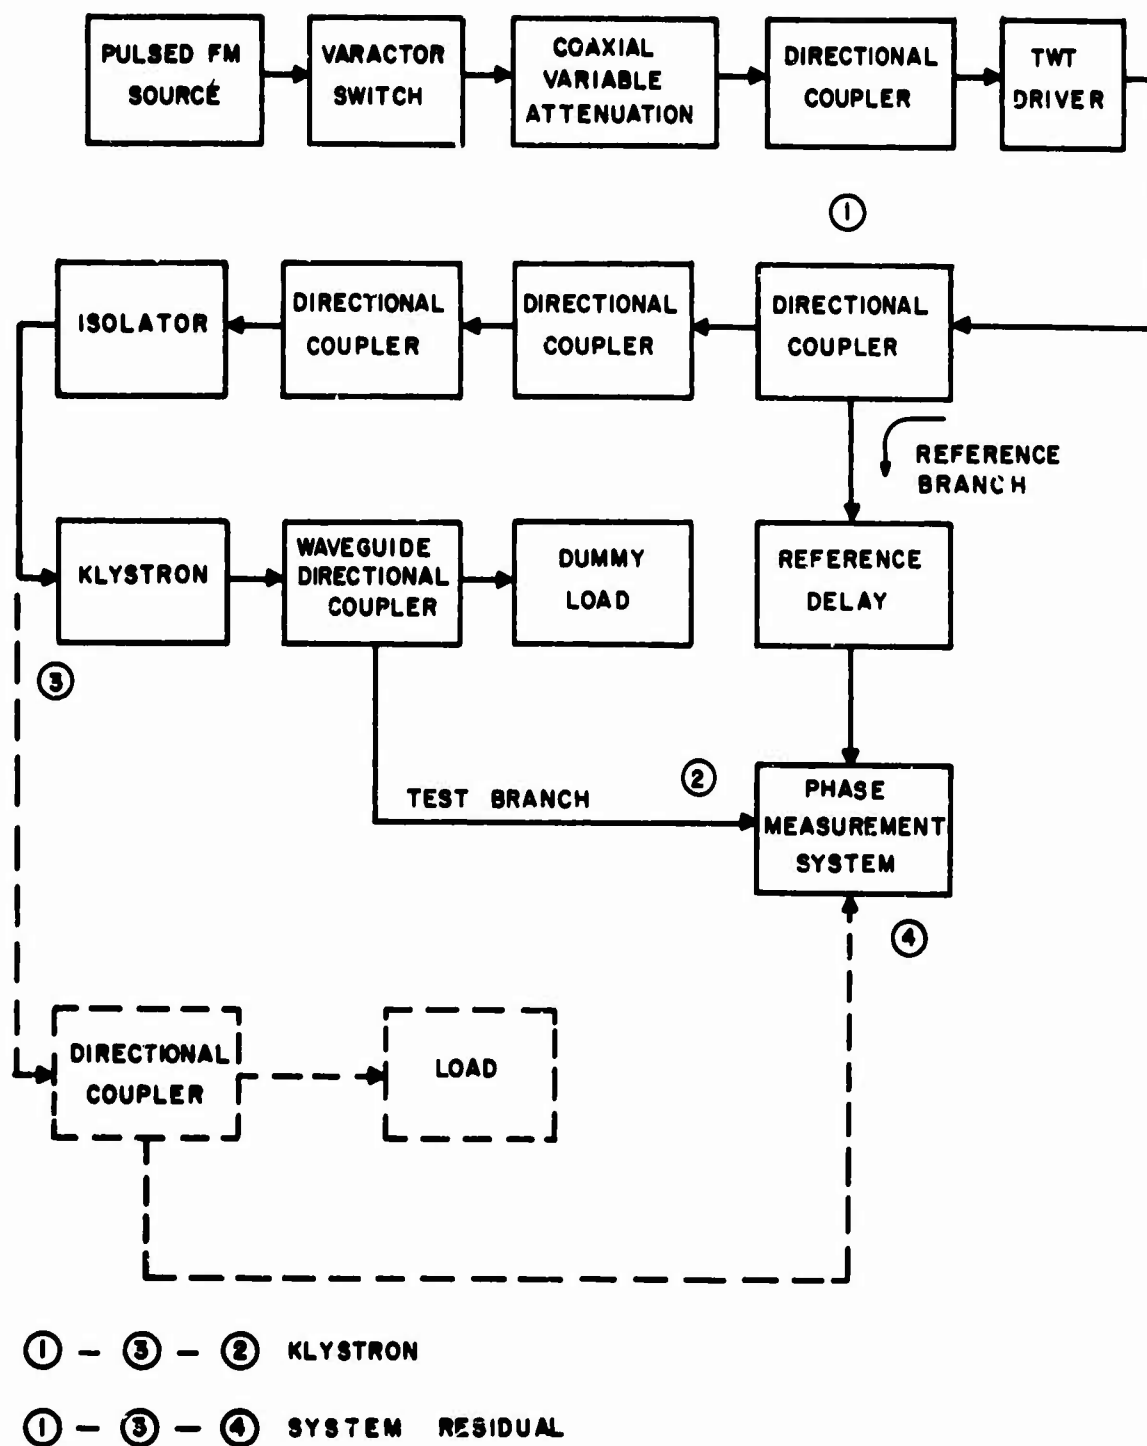 PULSED FM
SOURCE
VARACTOR
SWITCH
COAXIAL
VARIABLE
ATTENUATION
DIRECTIONAL
COUPLER
TWT
DRIVER
①
ISOLATOR
DIRECTIONAL
COUPLER
DIRECTIONAL
COUPLER
DIRECTIONAL
COUPLER
REFERENCE
BRANCH
KLYSTRON
WAVEGUIDE
DIRECTIONAL
COUPLER
DUMMY
LOAD
REFERENCE
DELAY
③
TEST BRANCH
②
PHASE
MEASUREMENT
SYSTEM
④
DIRECTIONAL
COUPLER
LOAD
① – ③ – ② KLYSTRON
① – ③ – ④ SYSTEM RESIDUAL